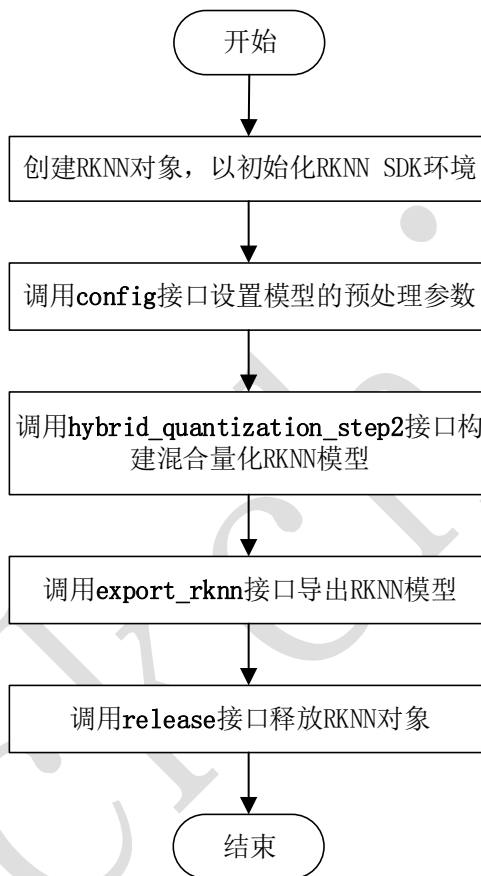 开始
创建RKNN对象，以初始化RKNN SDK环境
调用config接口设置模型的预处理参数
调用hybrid_quantization_step2接口构
建混合量化RKNN模型
调用export_rknn接口导出RKNN模型
调用release接口释放RKNN对象
结束